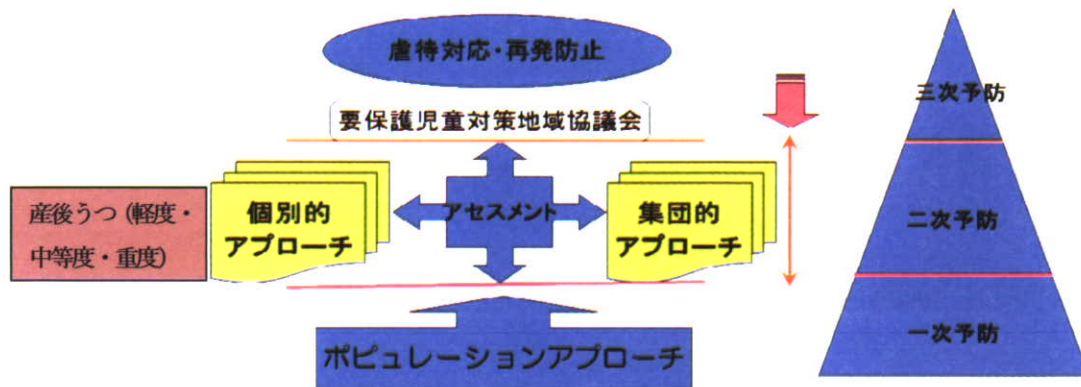 虐待対応・再発防止
要保護児童対策地域協議会
産後うつ（軽度・
中等度・重度）
個別的
アプローチ
アセスメント
集団的
アプローチ
ポピュレーションアプローチ
三次予防
二次予防
一次予防